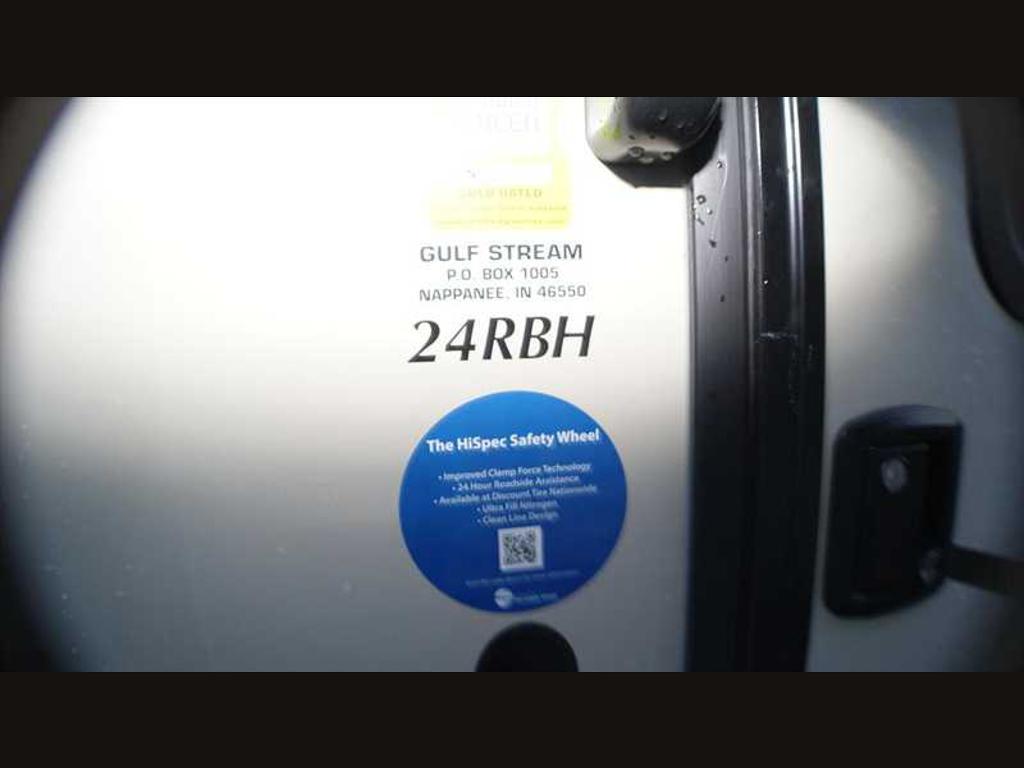 GULF STREAM
P.O. BOX 1005
NAPPANEE, IN 46550
24RBH
The HiSpec Safety Wheel
• Improved Clamp Force Technology
• 24 Hour Roadside Assistance
• Available at Discount Tire Nationwide
• Ultra Fill Nitrogen
• Clean Line Design